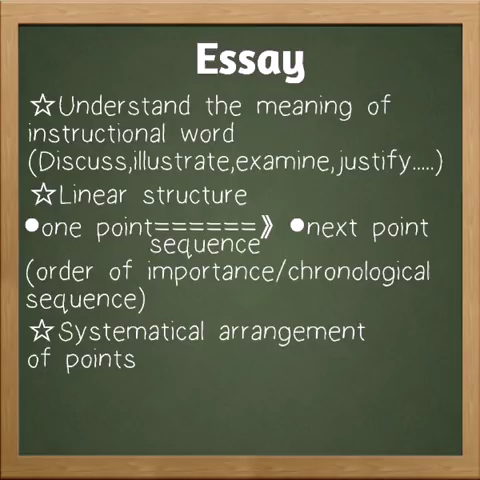 Essay
☆Understand the meaning of
instructional word
(Discuss,illustrate,examine,justify.....)
☆Linear structure
●one point======》 ●next point
sequence
(order of importance/chronological
sequence)
☆Systematical arrangement
of points